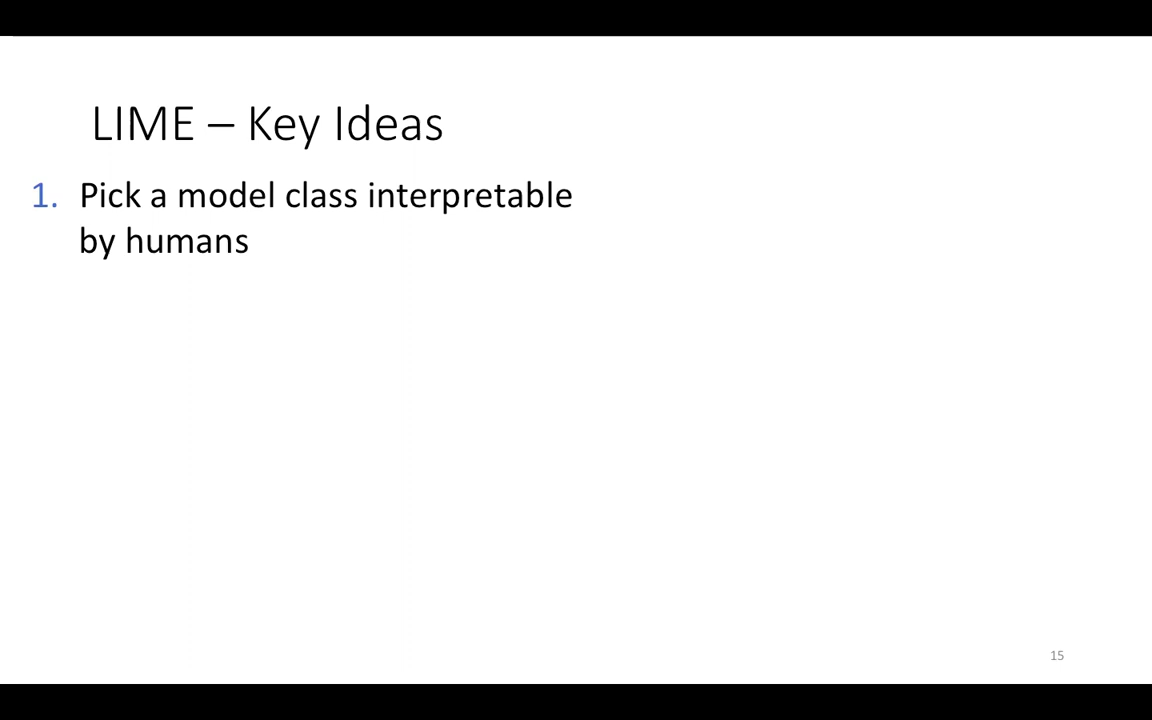 LIME – Key Ideas
1. Pick a model class interpretable
by humans
15